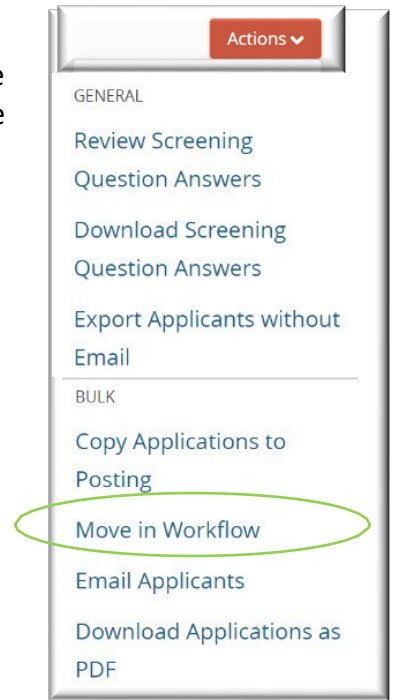 Actions
e
e
GENERAL
Review Screening
Question Answers
Download Screening
Question Answers
Export Applicants without
Email
BULK
Copy Applications to
Posting
Move in Workflow
Email Applicants
Download Applications as
PDF